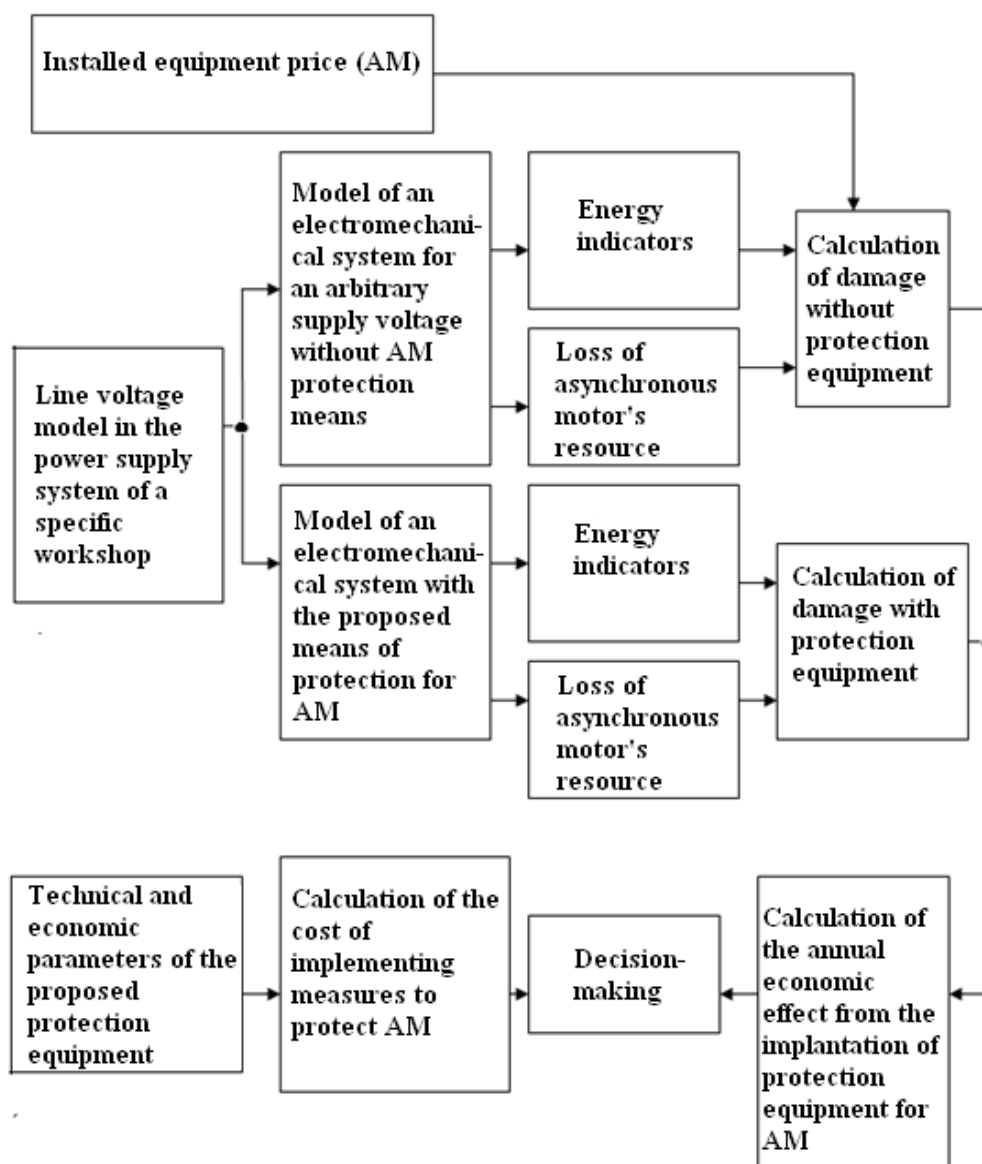 Installed equipment price (AM)
Model of an
electromechani-
cal system for
an arbitrary
supply voltage
without AM
protection
means
Energy
indicators
Calculation
of damage
without
protection
equipment
Loss of
asynchronous
motor's
resource
Line voltage
model in the
power supply
system of a
specific
workshop
Model of an
electromechani-
cal system with
the proposed
means of
protection for
AM
Energy
indicators
Calculation of
damage with
protection
equipment
Loss of
asynchronous
motor's
resource
Technical and
economic
parameters of the
proposed
protection
equipment
Calculation of the
cost of
implementing
measures to
protect AM
Decision-
making
Calculation of
the annual
economic
effect from the
implantation of
protection
equipment for
AM